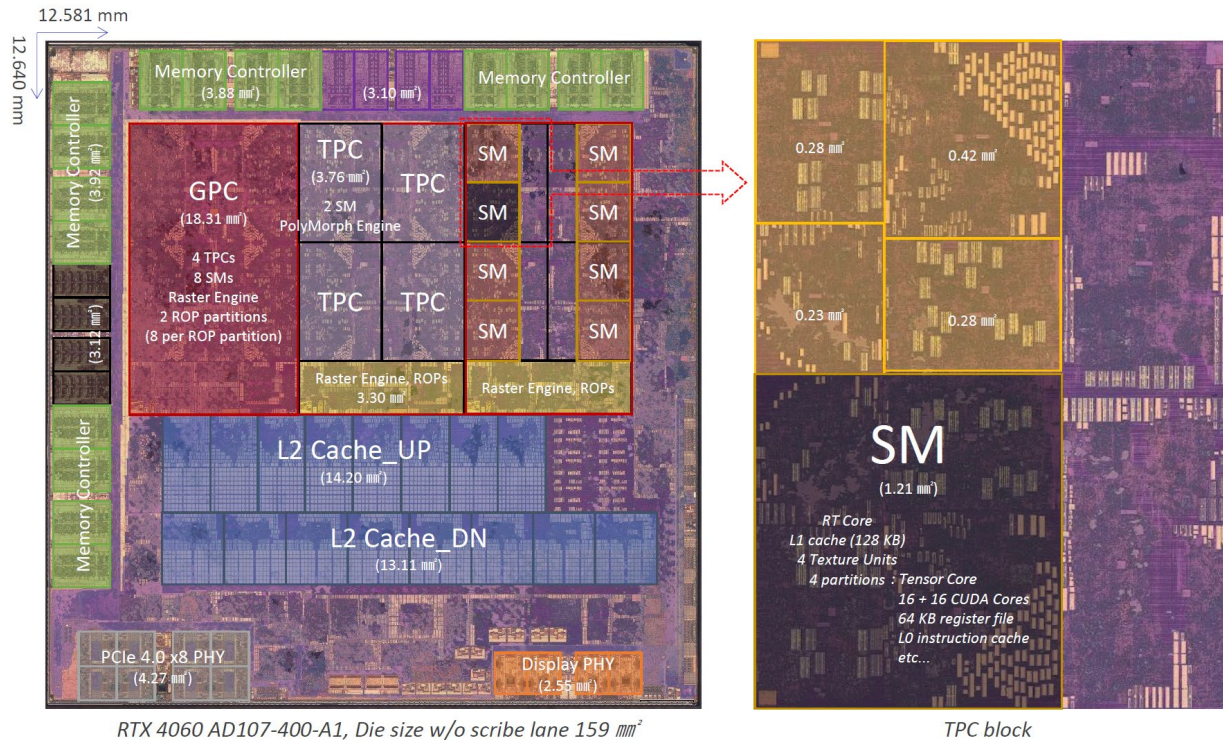 12.581 mm
12.640 mm
Memory Controller
(3.88 ㎟)
(3.10 ㎟)
Memory Controller
Memory Controller
(3.92 ㎟)
(3.12 ㎟)
Memory Controller
GPC
(18.31 ㎟)
4 TPCs
8 SMs
Raster Engine
2 ROP partitions
(8 per ROP partition)
TPC
(3.76 ㎟)
2 SM
PolyMorph Engine
TPC
TPC
TPC
SM
SM
SM
SM
SM
SM
SM
SM
Raster Engine, ROPs
3.30 ㎟
Raster Engine, ROPs
L2 Cache_UP
(14.20 ㎟)
L2 Cache_DN
(13.11 ㎟)
PCIe 4.0 x8 PHY
(4.27 ㎟)
Display PHY
(2.55 ㎟)
RTX 4060 AD107-400-A1, Die size w/o scribe lane 159 ㎟
0.28 ㎟
0.42 ㎟
0.23 ㎟
0.28 ㎟
SM
(1.21 ㎟)
RT Core
L1 cache (128 KB)
4 Texture Units
4 partitions : Tensor Core
16 + 16 CUDA Cores
64 KB register file
L0 instruction cache
etc...
TPC block